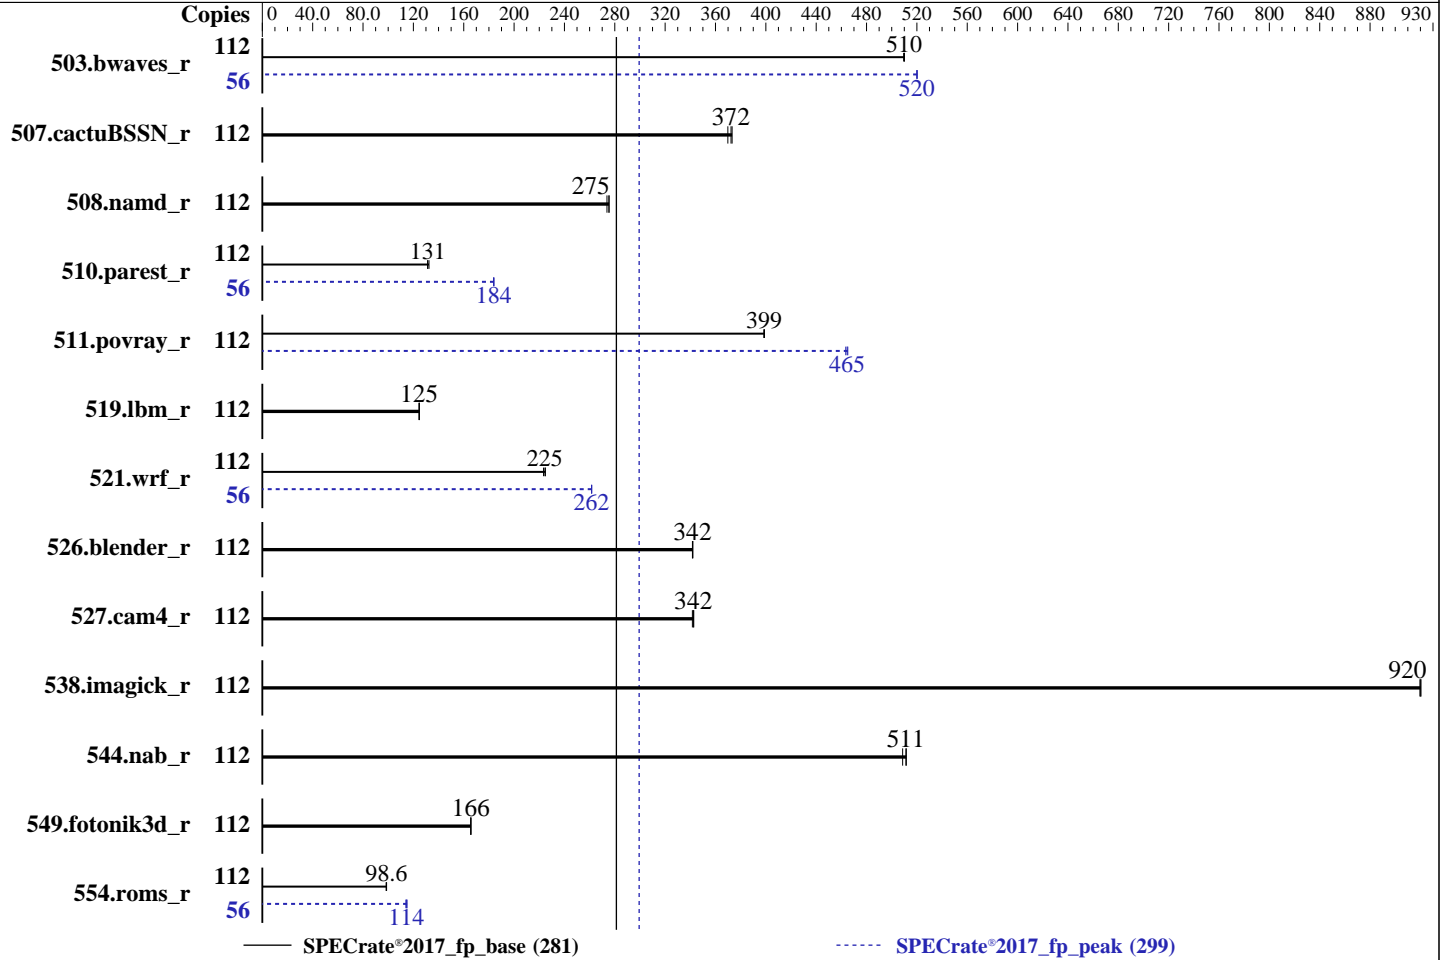 Copies 0 40.0 80.0 120 160 200 240 280 320 360 400 440 480 520 560 600 640 680 720 760 800 840 880 930
503.bwaves_r 112 510
56 520
507.cactuBSSN_r 112 372
508.namd_r 112 275
510.parest_r 112 131
56 184
511.povray_r 112 399
465
519.lbm_r 112 125
521.wrf_r 112 225
56 262
526.blender_r 112 342
527.cam4_r 112 342
538.imagick_r 112 920
544.nab_r 112 511
549.fotonik3d_r 112 166
554.roms_r 112 98.6
56 114
SPECrate®2017_fp_base (281) SPECrate®2017_fp_peak (299)